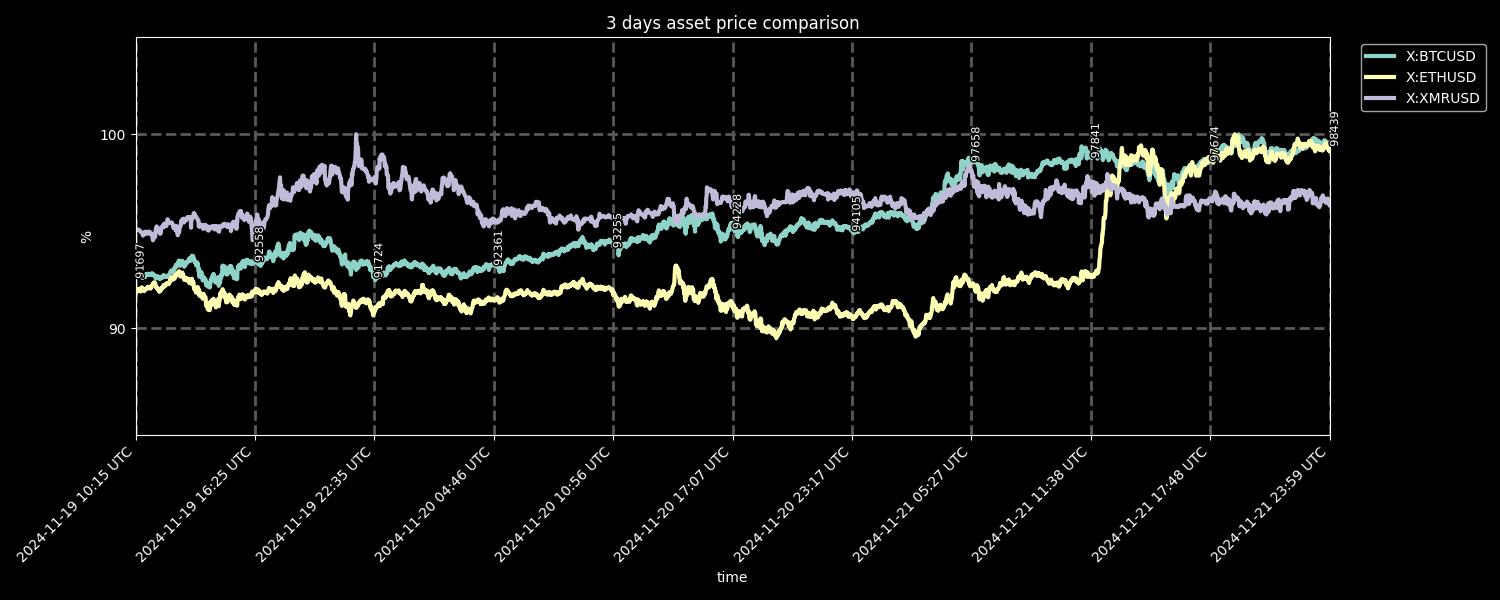 3 days asset price comparison
X:BTCUSD
X:ETHUSD
X:XMRUSD
100
90
%
91697
92558
91724
92361
93255
94228
94105
97658
97841
97674
98439
2024-11-19 10:15 UTC
2024-11-19 16:25 UTC
2024-11-19 22:35 UTC
2024-11-20 04:46 UTC
2024-11-20 10:56 UTC
2024-11-20 17:07 UTC
2024-11-20 23:17 UTC
2024-11-21 05:27 UTC
2024-11-21 11:38 UTC
2024-11-21 17:48 UTC
2024-11-21 23:59 UTC
time